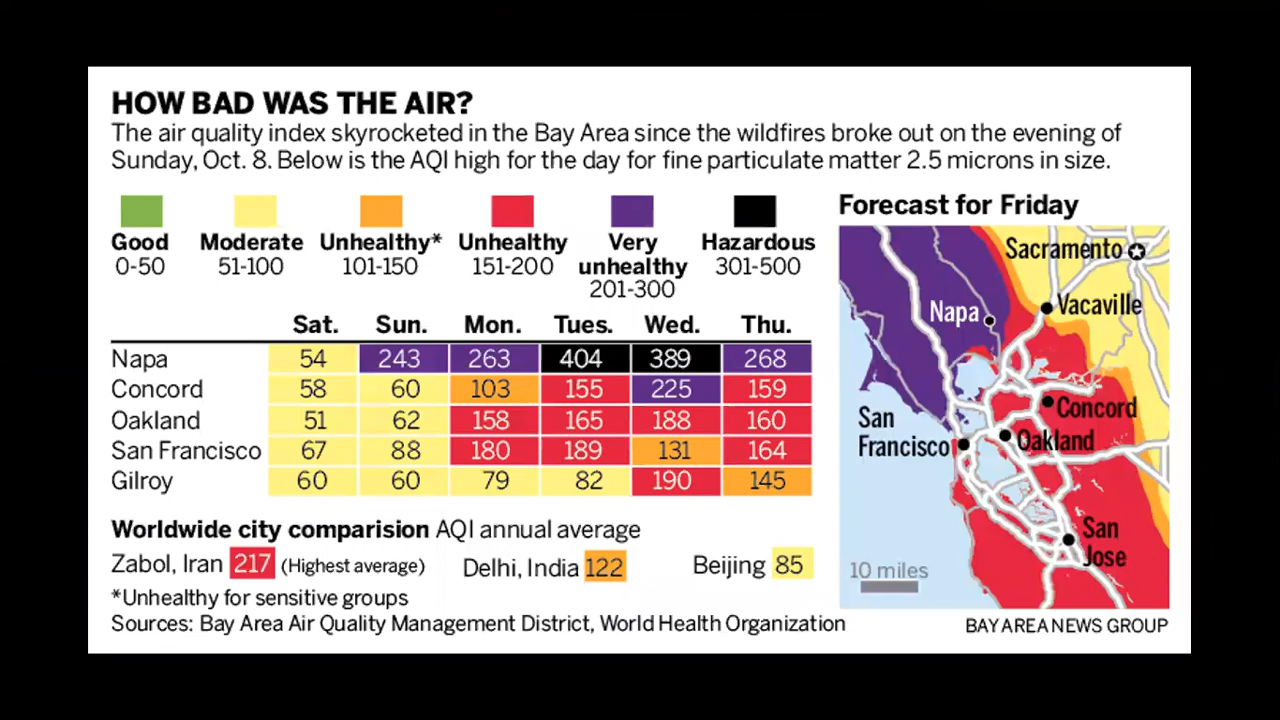 HOW BAD WAS THE AIR?
The air quality index skyrocketed in the Bay Area since the wildfires broke out on the evening of
Sunday, Oct. 8. Below is the AQI high for the day for fine particulate matter 2.5 microns in size.
Good
0-50
Moderate
51-100
Unhealthy*
101-150
Unhealthy
151-200
Very
unhealthy
201-300
Hazardous
301-500
Sat. Sun. Mon. Tues. Wed. Thu.
Napa 54 243 263 404 389 268
Concord 58 60 103 155 225 159
Oakland 51 62 158 165 188 160
San Francisco 67 88 180 189 131 164
Gilroy 60 60 79 82 190 145
Worldwide city comparision AQI annual average
Zabol, Iran 217 (Highest average) Delhi, India 122 Beijing 85
*Unhealthy for sensitive groups
Sources: Bay Area Air Quality Management District, World Health Organization
Forecast for Friday
Sacramento
Vacaville
Napa
Concord
San
Francisco
Oakland
San
Jose
10 miles
BAY AREA NEWS GROUP